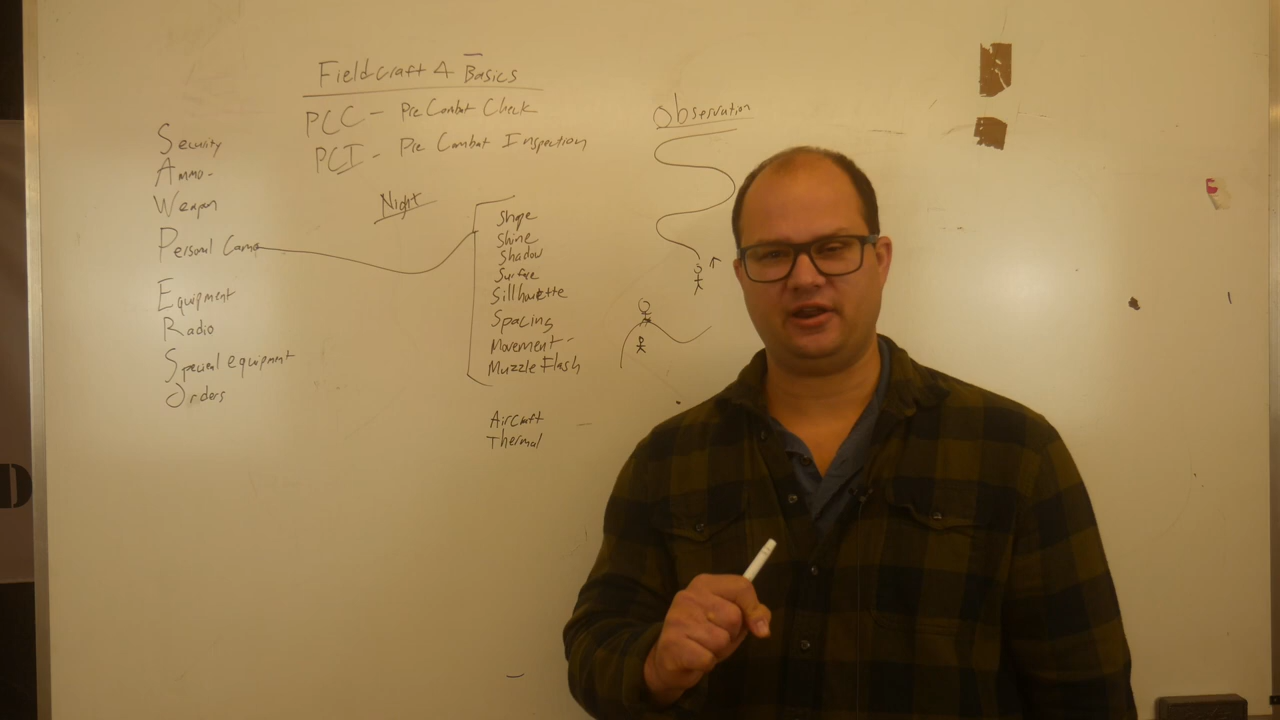 Fieldcraft 4 Basics
PCC - Pre Combat Check
PCI - Pre Combat Inspection
Security
Ammo-
Weapon
Personal Camo
Equipment
Radio
Special equipment
Orders
Night
Shape
Shine
Shadow
Surface
Sillhouette
Spacing
Movement -
Muzzle Flash
Aircraft
Thermal
Observation
D